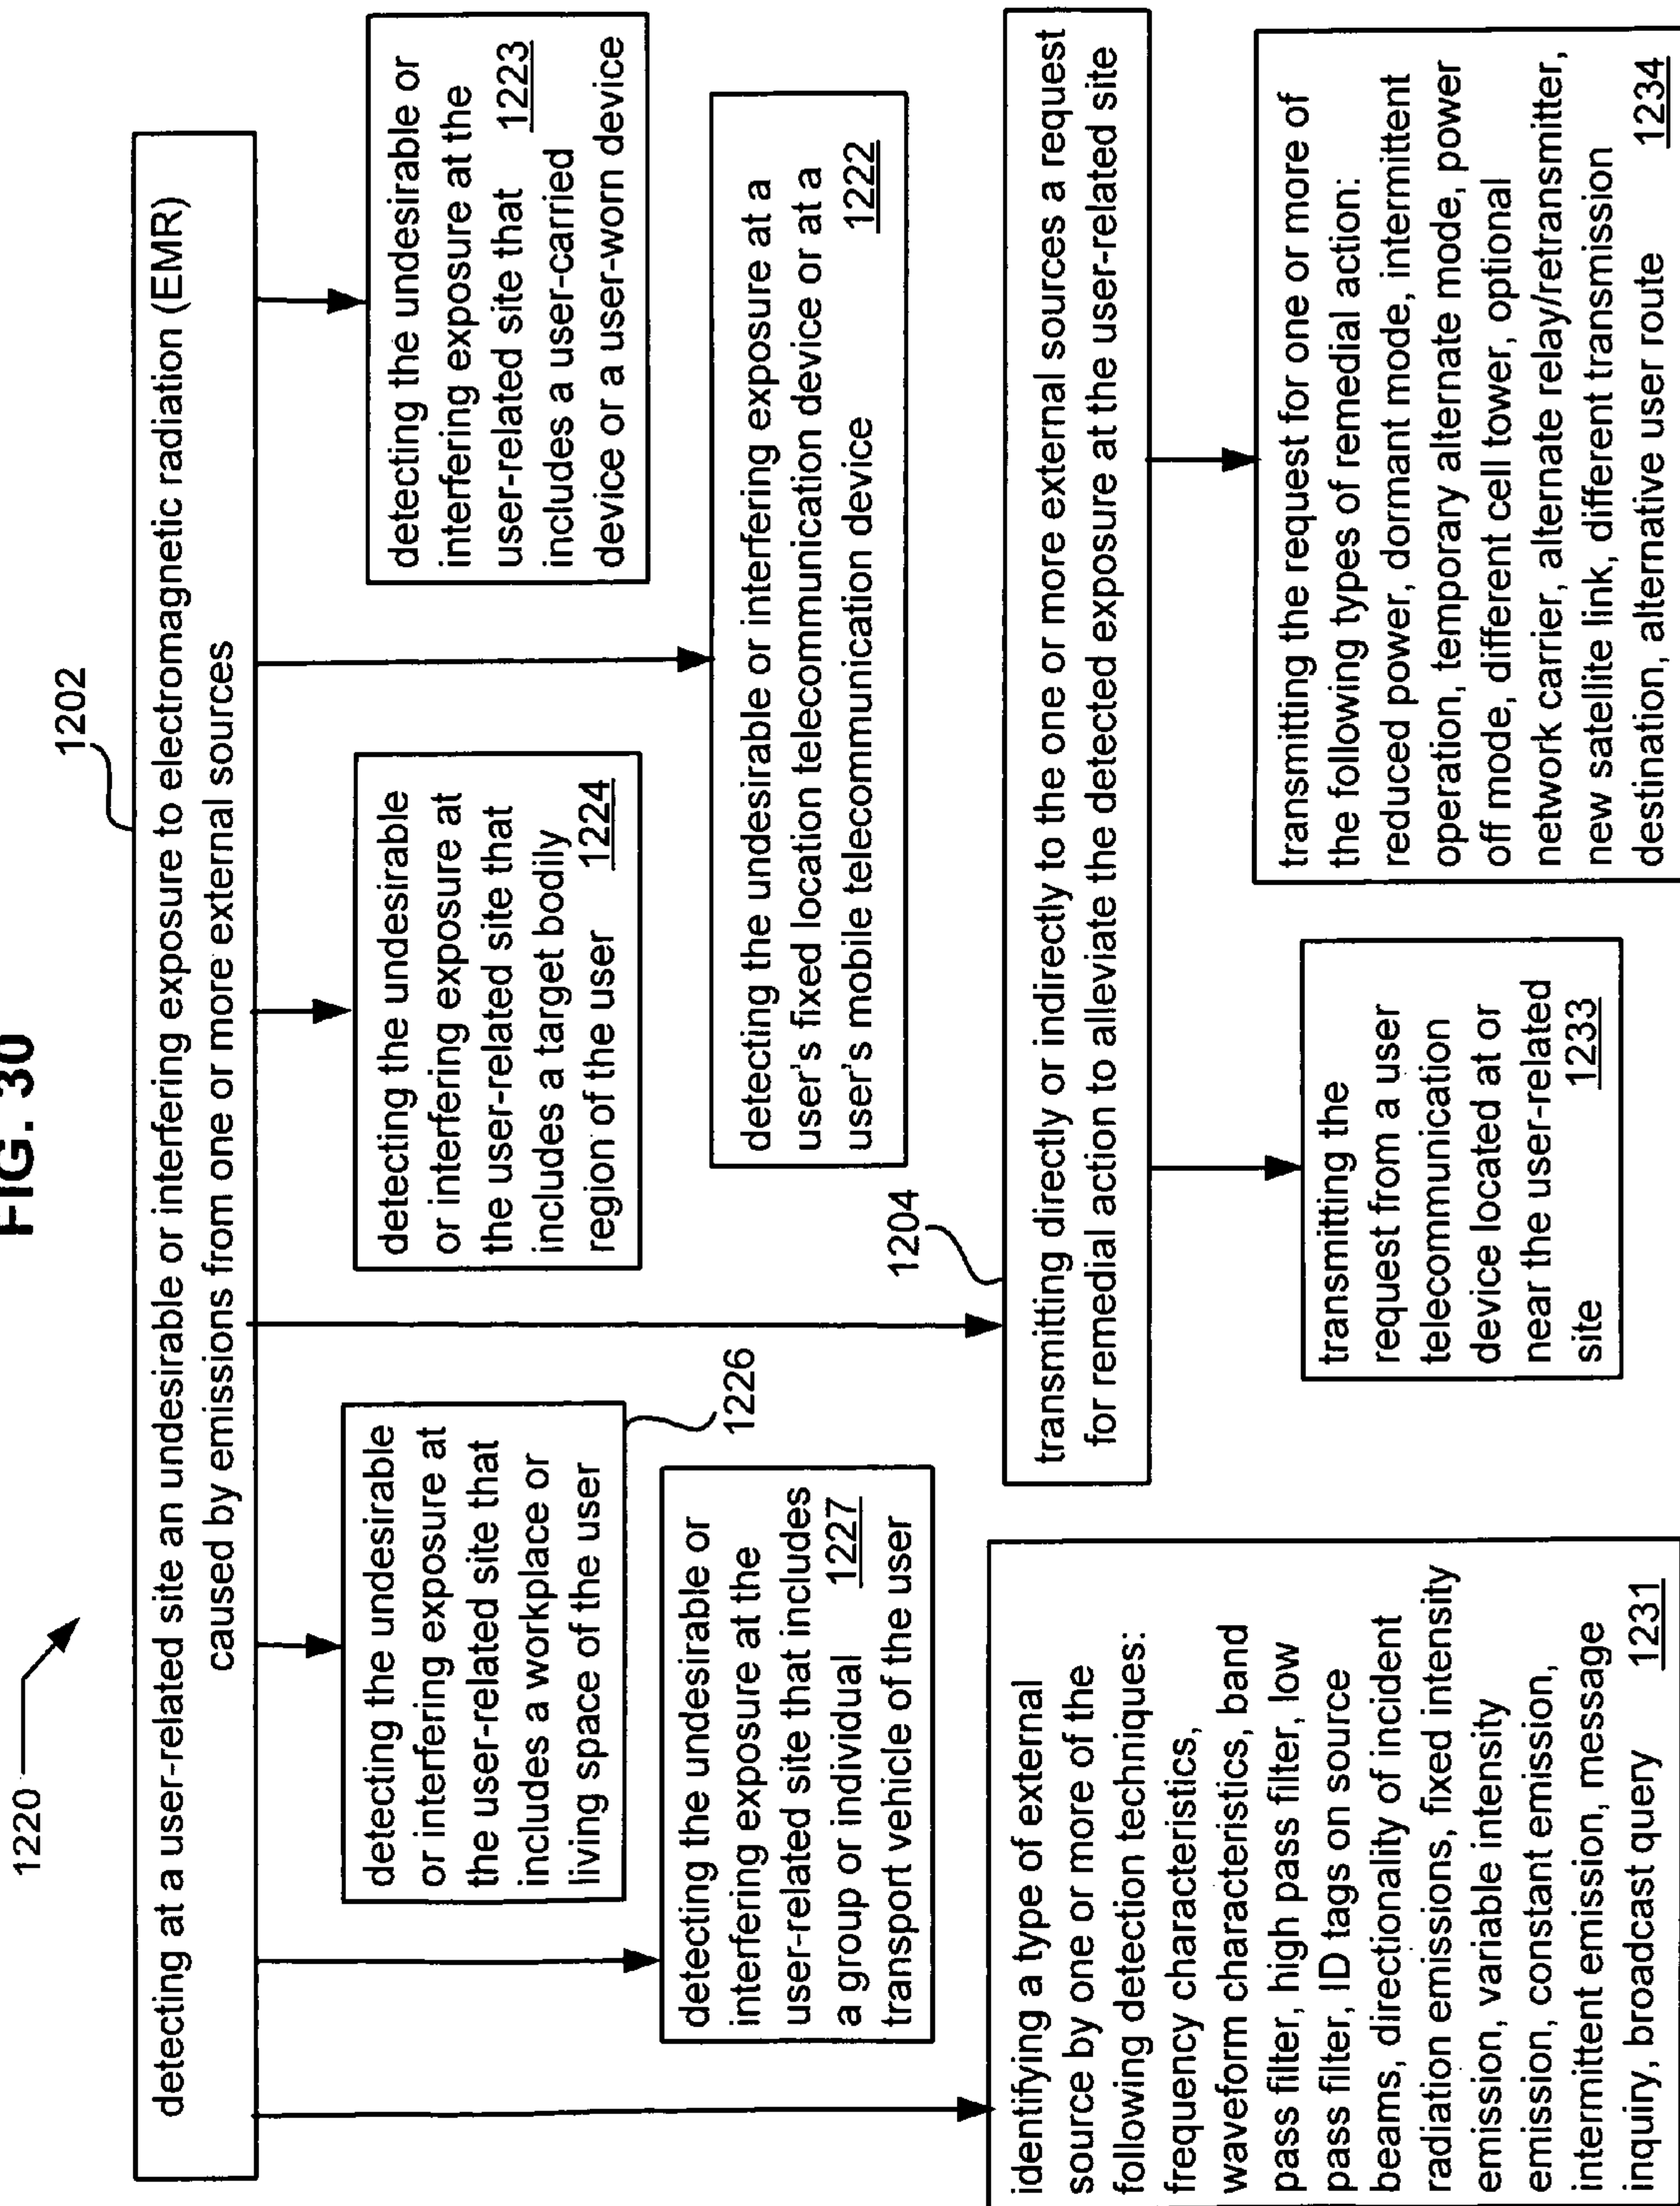 FIG. 30
1220
1202
detecting at a user-related site an undesirable or interfering exposure to electromagnetic radiation (EMR)
caused by emissions from one or more external sources
detecting the undesirable
or interfering exposure at
the user-related site that
includes a workplace or
living space of the user
1226
detecting the undesirable
or interfering exposure at
the user-related site that
includes a target bodily
region of the user 1224
detecting the undesirable or
interfering exposure at the
user-related site that 1223
includes a user-carried
device or a user-worn device
detecting the undesirable or
interfering exposure at the
user-related site that includes
a group or individual 1227
transport vehicle of the user
detecting the undesirable or interfering exposure at a
user's fixed location telecommunication device or at a
user's mobile telecommunication device 1222
1204
transmitting directly or indirectly to the one or more external sources a request
for remedial action to alleviate the detected exposure at the user-related site
identifying a type of external
source by one or more of the
following detection techniques:
frequency characteristics,
waveform characteristics, band
pass filter, high pass filter, low
pass filter, ID tags on source
beams, directionality of incident
radiation emissions, fixed intensity
emission, variable intensity
emission, constant emission,
intermittent emission, message
inquiry, broadcast query 1231
transmitting the
request from a user
telecommunication
device located at or
near the user-related
site 1233
transmitting the request for one or more of
the following types of remedial action:
reduced power, dormant mode, intermittent
operation, temporary alternate mode, power
off mode, different cell tower, optional
network carrier, alternate relay/retransmitter,
new satellite link, different transmission
destination, alternative user route 1234